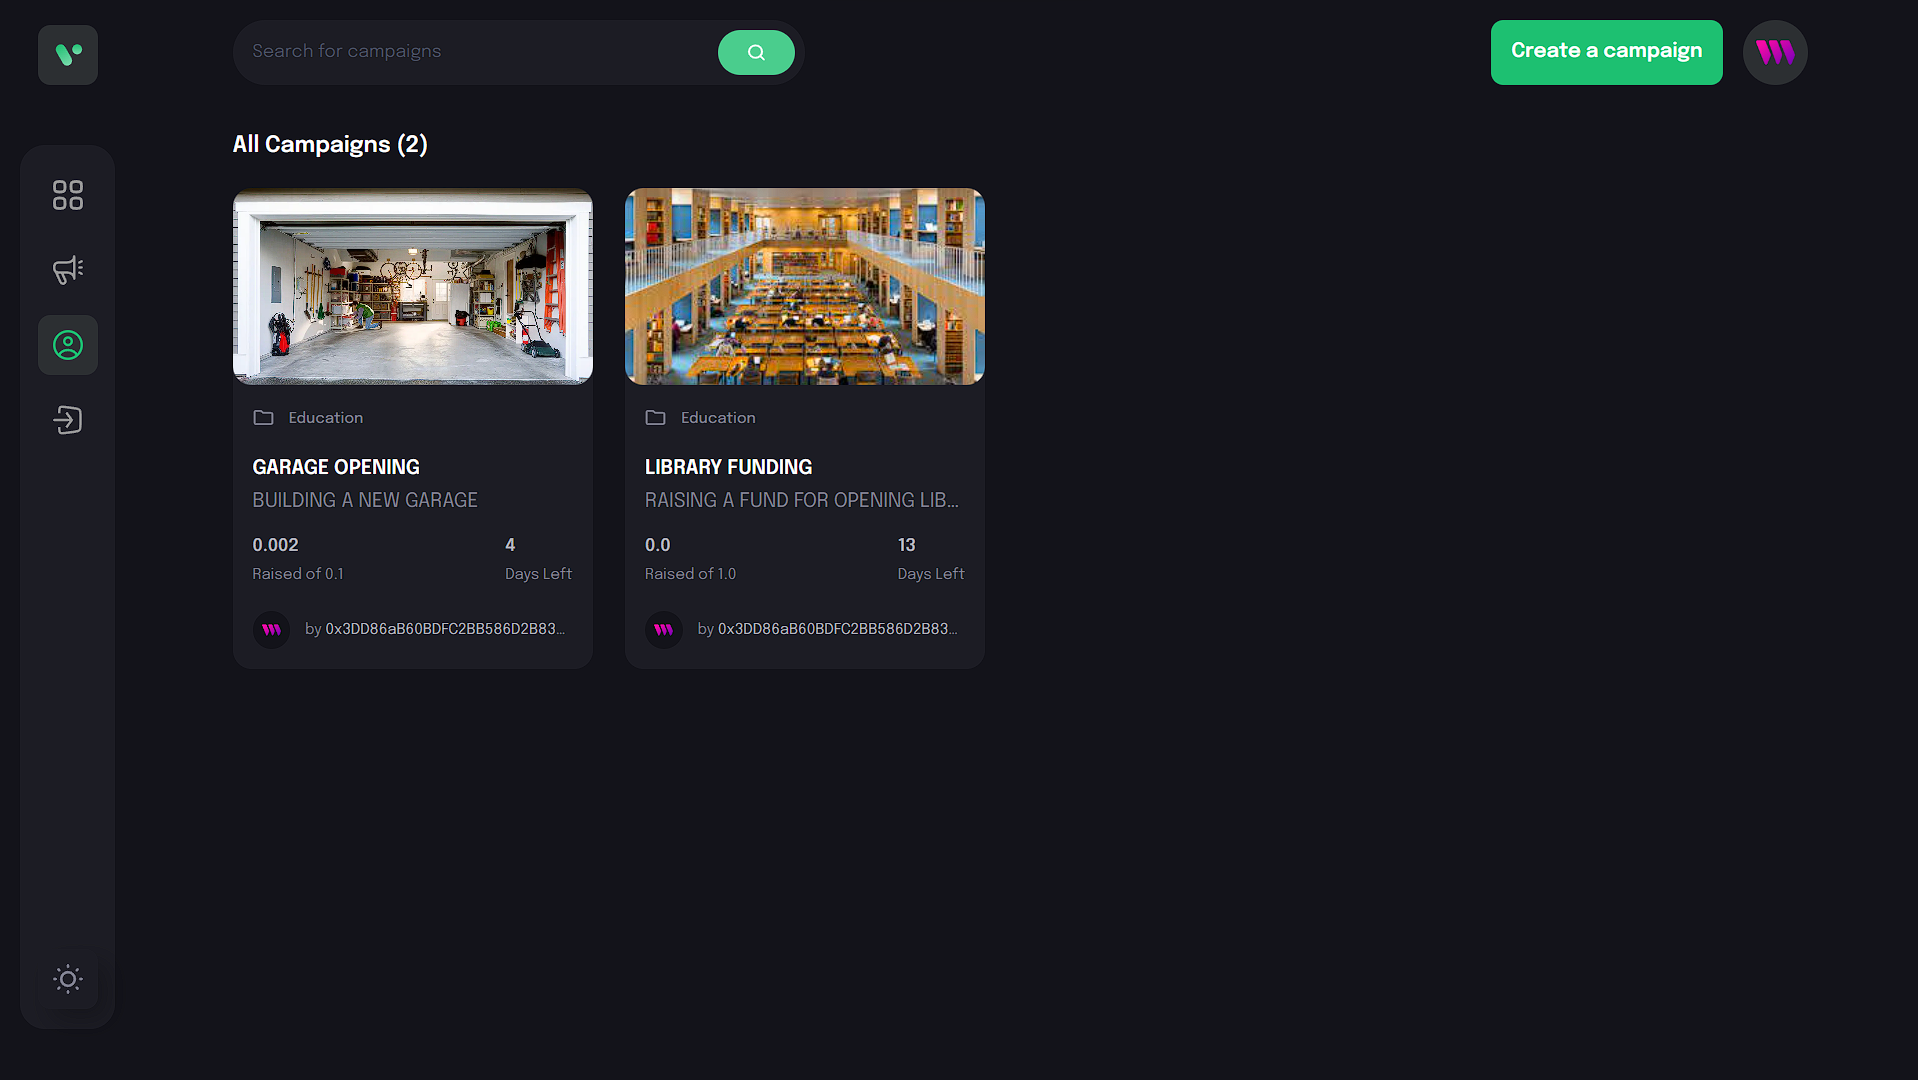 Search for campaigns
Create a campaign
All Campaigns (2)
Education
GARAGE OPENING
BUILDING A NEW GARAGE
0.002
Raised of 0.1
4
Days Left
by 0x3DD86aB60BDFC2BB586D2B83...
Education
LIBRARY FUNDING
RAISING A FUND FOR OPENING LIB...
0.0
Raised of 1.0
13
Days Left
by 0x3DD86aB60BDFC2BB586D2B83...